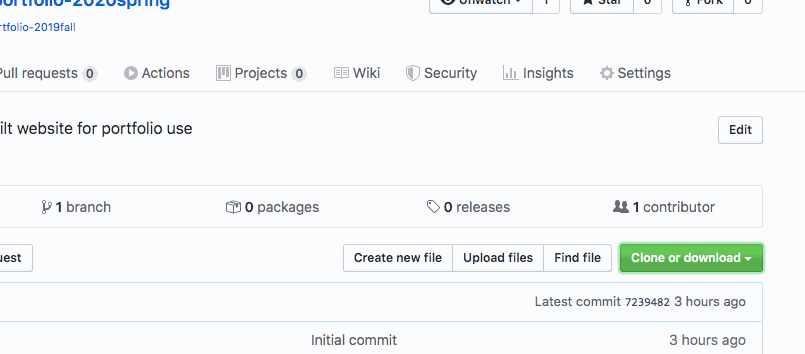 portfolio-2020spring
Unwatch 1 Star 0 Fork 0
rtfolio-2019fall
Pull requests 0 Actions Projects 0 Wiki Security Insights Settings
ilt website for portfolio use Edit
1 branch 0 packages 0 releases 1 contributor
uest Create new file Upload files Find file Clone or download
Latest commit 7239482 3 hours ago
Initial commit 3 hours ago